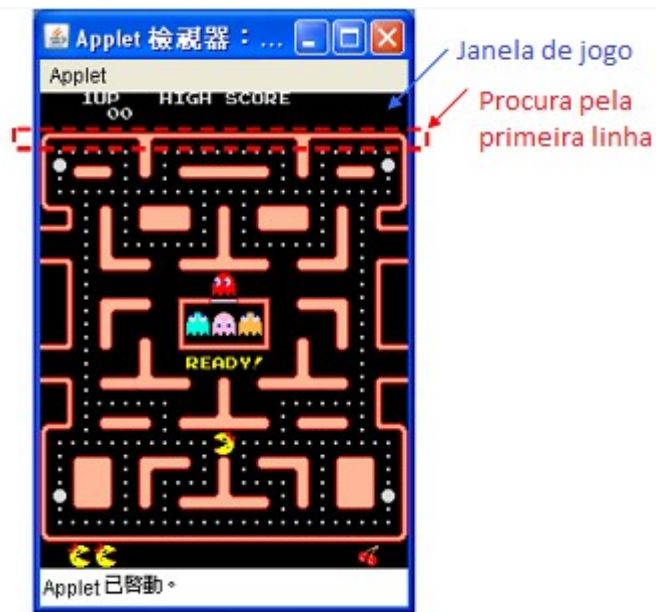 Applet 檢視器：...
Applet
1UP HIGH SCORE
00
READY!
Applet 已啓動。
Janela de jogo
Procura pela
primeira linha